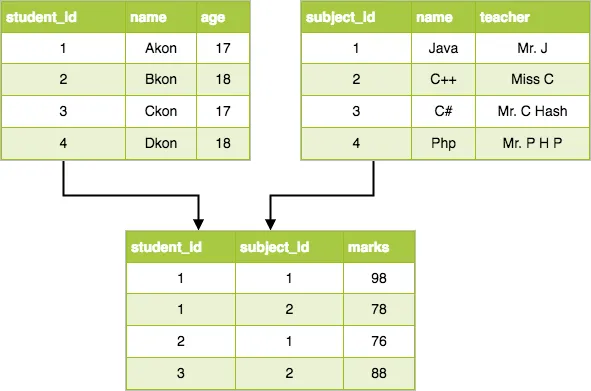 student_id name age
1 Akon 17
2 Bkon 18
3 Ckon 17
4 Dkon 18
subject_id name teacher
1 Java Mr. J
2 C++ Miss C
3 C# Mr. C Hash
4 Php Mr. P H P
student_id subject_id marks
1 1 98
1 2 78
2 1 76
3 2 88